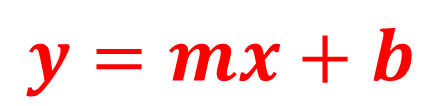 y = mx + b